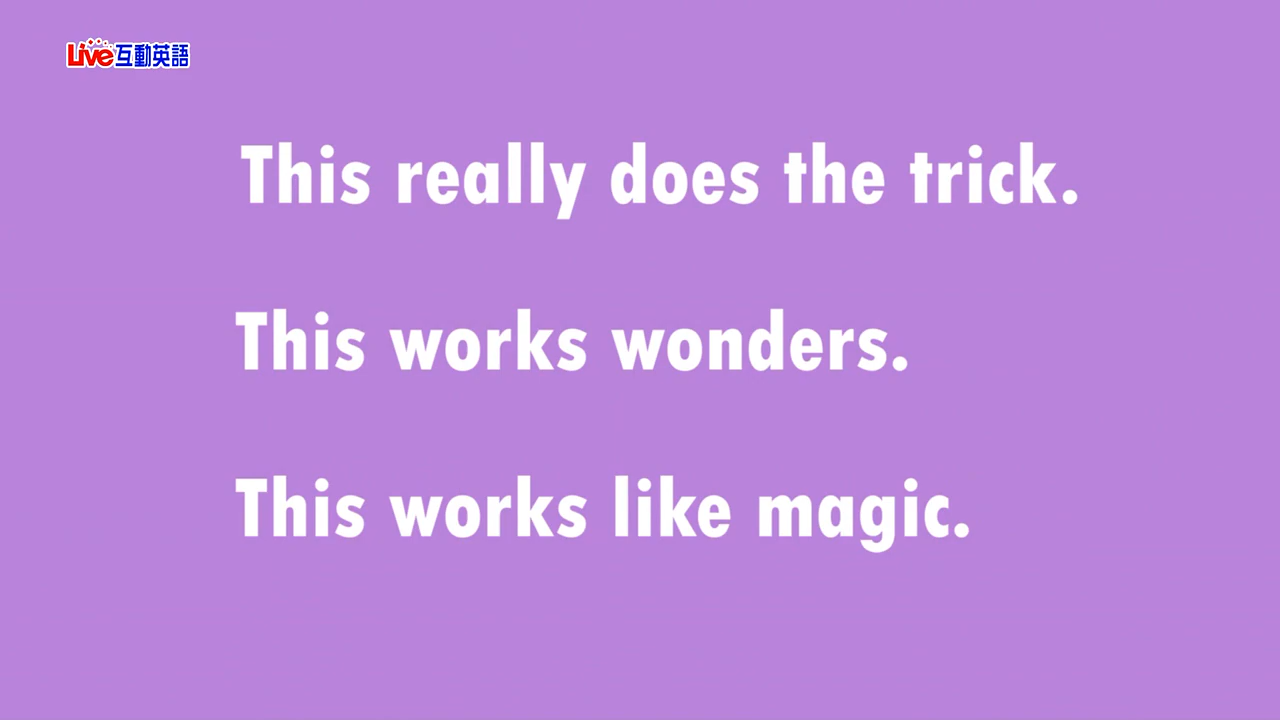 Live互動英語
This really does the trick.
This works wonders.
This works like magic.